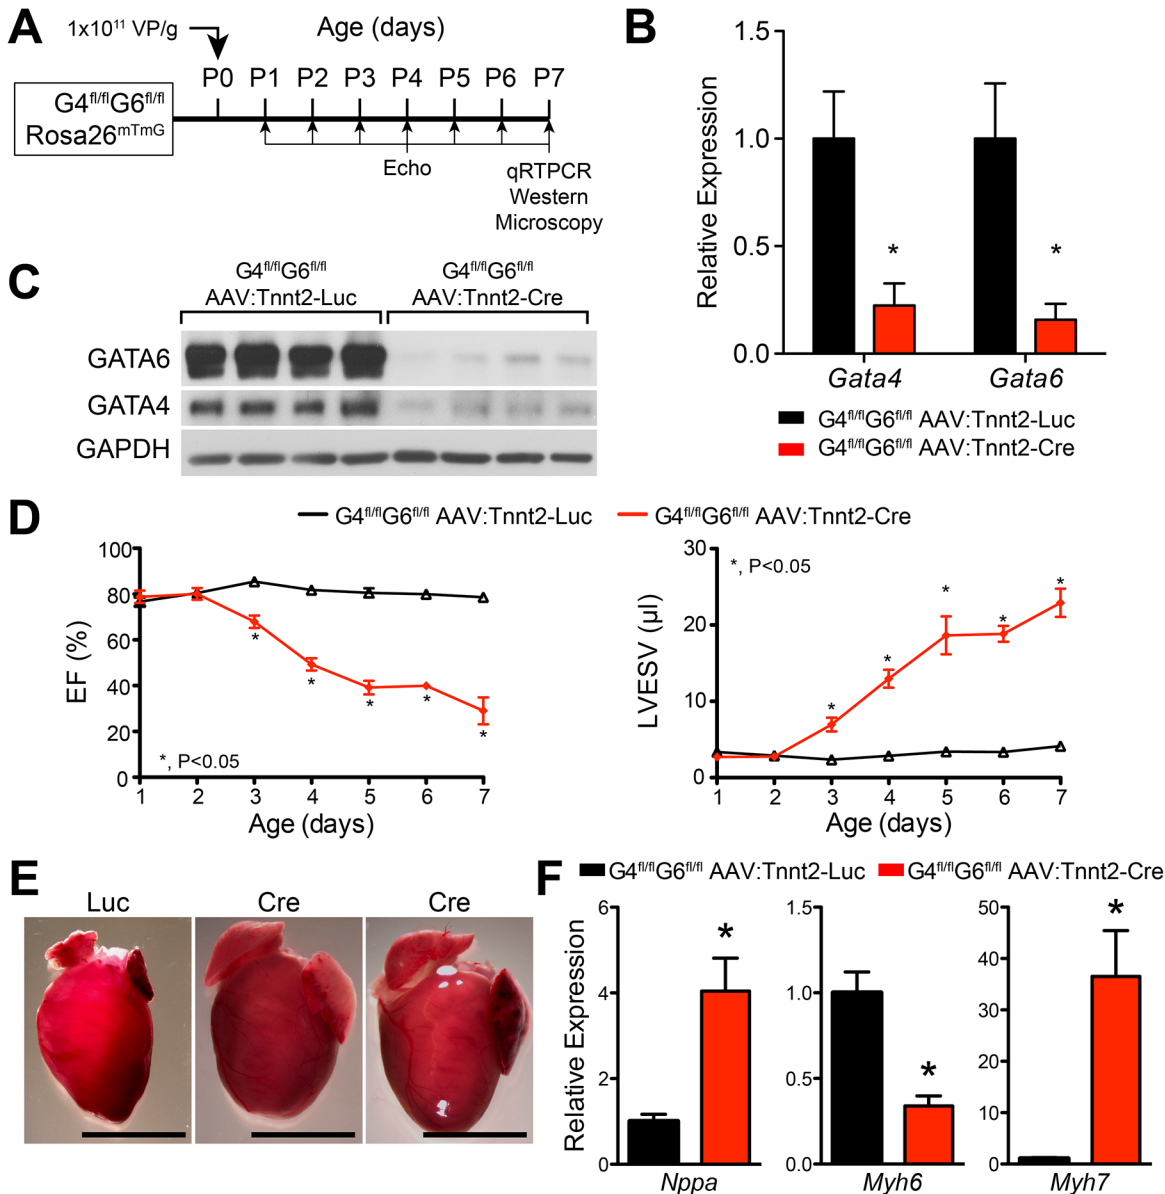 A
1x10¹¹ VP/g
Age (days)
P0 P1 P2 P3 P4 P5 P6 P7
G4fl/flG6fl/fl
Rosa26mTmG
Echo
qRTPCR
Western
Microscopy
B
Relative Expression
1.5
1.0
0.5
0.0
* *
Gata4 Gata6
G4fl/flG6fl/fl AAV:Tnnt2-Luc
G4fl/flG6fl/fl AAV:Tnnt2-Cre
C
G4fl/flG6fl/fl G4fl/flG6fl/fl
AAV:Tnnt2-Luc AAV:Tnnt2-Cre
GATA6
GATA4
GAPDH
D
G4fl/flG6fl/fl AAV:Tnnt2-Luc G4fl/flG6fl/fl AAV:Tnnt2-Cre
EF (%)
100
80
60
40
20
0
* * * * *
*, P<0.05
1 2 3 4 5 6 7
Age (days)
LVESV (µl)
30
20
10
0
*, P<0.05
* * * * *
1 2 3 4 5 6 7
Age (days)
E
Luc Cre Cre
F
G4fl/flG6fl/fl AAV:Tnnt2-Luc G4fl/flG6fl/fl AAV:Tnnt2-Cre
Relative Expression
6
4
2
0
*
Nppa
1.5
1.0
0.5
0.0
*
Myh6
50
40
30
20
10
0
*
Myh7